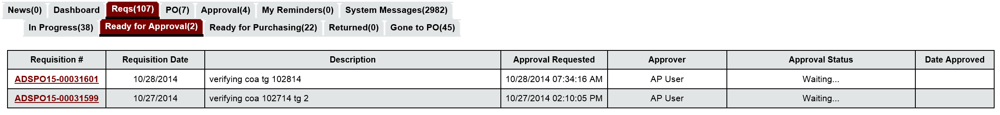 News(0) Dashboard Reqs(107) PO(7) Approval(4) My Reminders(0) System Messages(2982)
In Progress(38) Ready for Approval(2) Ready for Purchasing(22) Returned(0) Gone to PO(45)
Requisition # Requisition Date Description Approval Requested Approver Approval Status Date Approved
ADSPO15-00031601 10/28/2014 verifying coa tg 102814 10/28/2014 07:34:16 AM AP User Waiting...
ADSPO15-00031599 10/27/2014 verifying coa 102714 tg 2 10/27/2014 02:10:05 PM AP User Waiting...